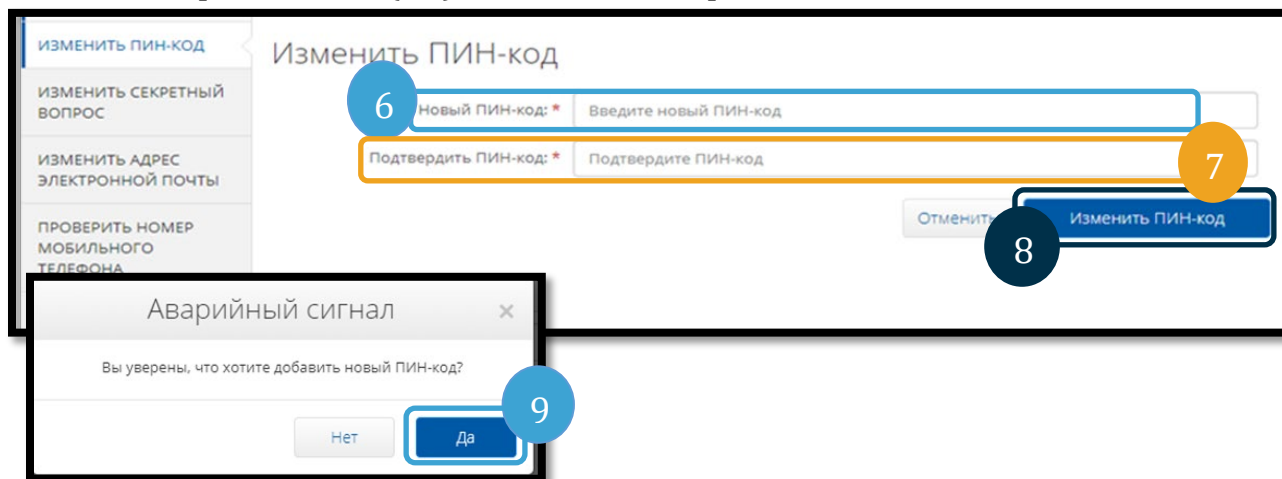 ИЗМЕНИТЬ ПИН-КОД
ИЗМЕНИТЬ СЕКРЕТНЫЙ
ВОПРОС
ИЗМЕНИТЬ АДРЕС
ЭЛЕКТРОННОЙ ПОЧТЫ
ПРОВЕРИТЬ НОМЕР
МОБИЛЬНОГО
ТЕЛЕФОНА
Изменить ПИН-код
6 Новый ПИН-код: * Введите новый ПИН-код
Подтвердить ПИН-код: * Подтвердите ПИН-код 7
Отменить Изменить ПИН-код
8
Аварийный сигнал ×
Вы уверены, что хотите добавить новый ПИН-код?
9
Нет Да